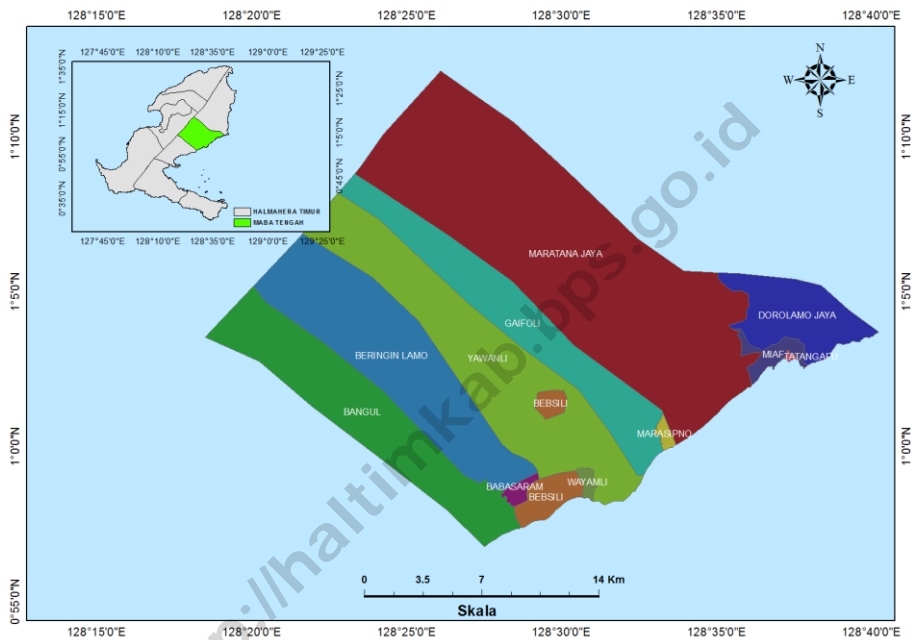 128°15'0"E 128°20'0"E 128°25'0"E 128°30'0"E 128°35'0"E 128°40'0"E
127°45'0"E 128°10'0"E 128°35'0"E 129°0'0"E 129°25'0"E
1°35'0"N
1°15'0"N
0°55'0"N
0°35'0"N
1°25'0"N
1°5'0"N
0°45'0"N
HALMAHERA TIMUR
MABA TENGAH
127°45'0"E 128°10'0"E 128°35'0"E 129°0'0"E 129°25'0"E
N
W E
S
1°10'0"N
1°5'0"N
1°0'0"N
0°55'0"N
1°10'0"N
1°5'0"N
1°0'0"N
MARATANA JAYA
DOROLAMO JAYA
GAIFOLI
MIAF
TATANGAPU
BERINGIN LAMO
YAWANLI
BEBSILI
BANGUL
MARASIPNO
BABASARAM
WAYAMLI
BEBSILI
0 3.5 7 14 Km
Skala
128°15'0"E 128°20'0"E 128°25'0"E 128°30'0"E 128°35'0"E 128°40'0"E
://haltimkab.bps.go.id